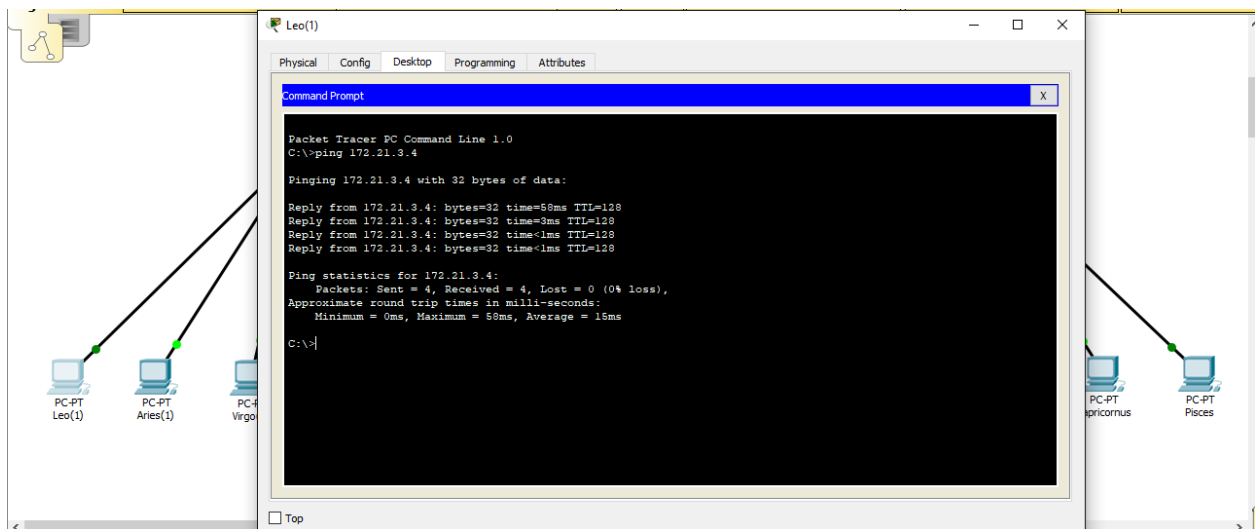 Leo(1)
Physical Config Desktop Programming Attributes
Command Prompt
X
Packet Tracer PC Command Line 1.0
C:\>ping 172.21.3.4
Pinging 172.21.3.4 with 32 bytes of data:
Reply from 172.21.3.4: bytes=32 time=58ms TTL=128
Reply from 172.21.3.4: bytes=32 time=3ms TTL=128
Reply from 172.21.3.4: bytes=32 time<1ms TTL=128
Reply from 172.21.3.4: bytes=32 time<1ms TTL=128
Ping statistics for 172.21.3.4:
Packets: Sent = 4, Received = 4, Lost = 0 (0% loss),
Approximate round trip times in milli-seconds:
Minimum = 0ms, Maximum = 58ms, Average = 15ms
C:\>
PC-PT
Leo(1)
PC-PT
Aries(1)
Virgo
PC-PT
apricornus
PC-PT
Pisces
Top